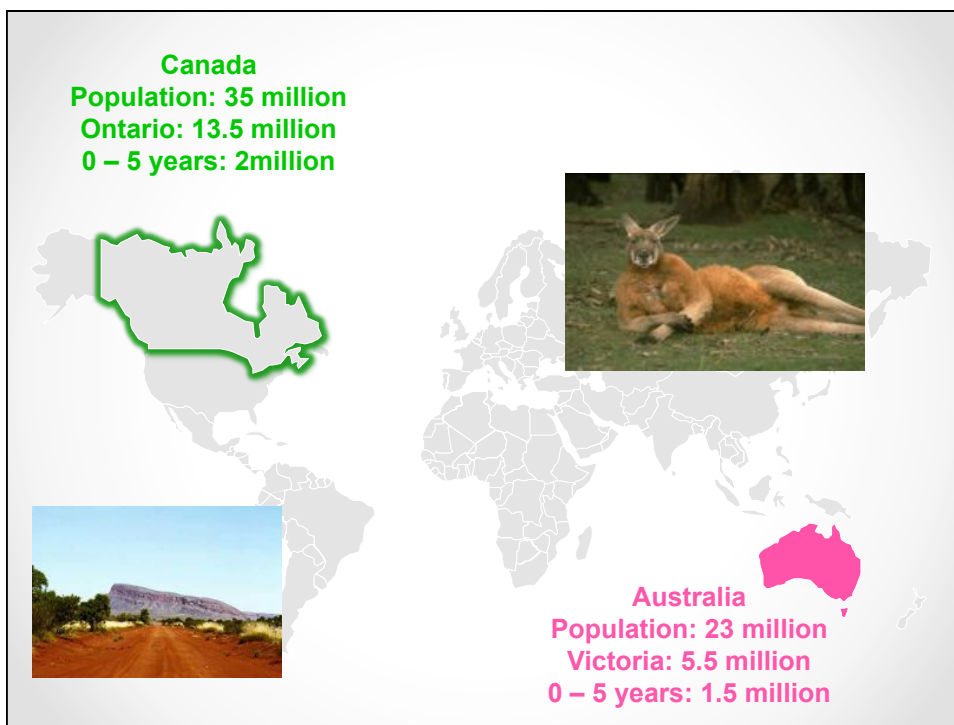 Canada
Population: 35 million
Ontario: 13.5 million
0 – 5 years: 2million
Australia
Population: 23 million
Victoria: 5.5 million
0 – 5 years: 1.5 million